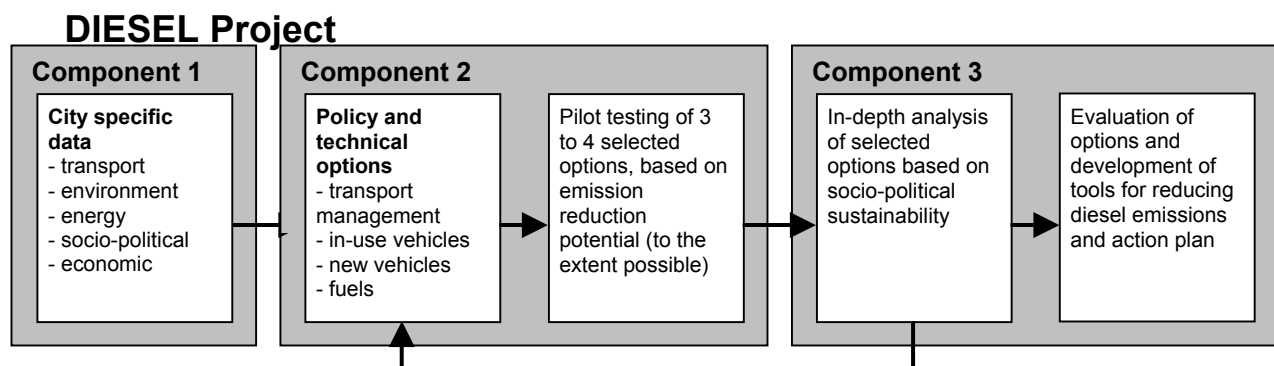 DIESEL Project
Component 1
City specific
data
- transport
- environment
- energy
- socio-political
- economic
Component 2
Policy and
technical
options
- transport
management
- in-use vehicles
- new vehicles
- fuels
Pilot testing of 3
to 4 selected
options, based on
emission
reduction
potential (to the
extent possible)
Component 3
In-depth analysis
of selected
options based on
socio-political
sustainability
Evaluation of
options and
development of
tools for reducing
diesel emissions
and action plan